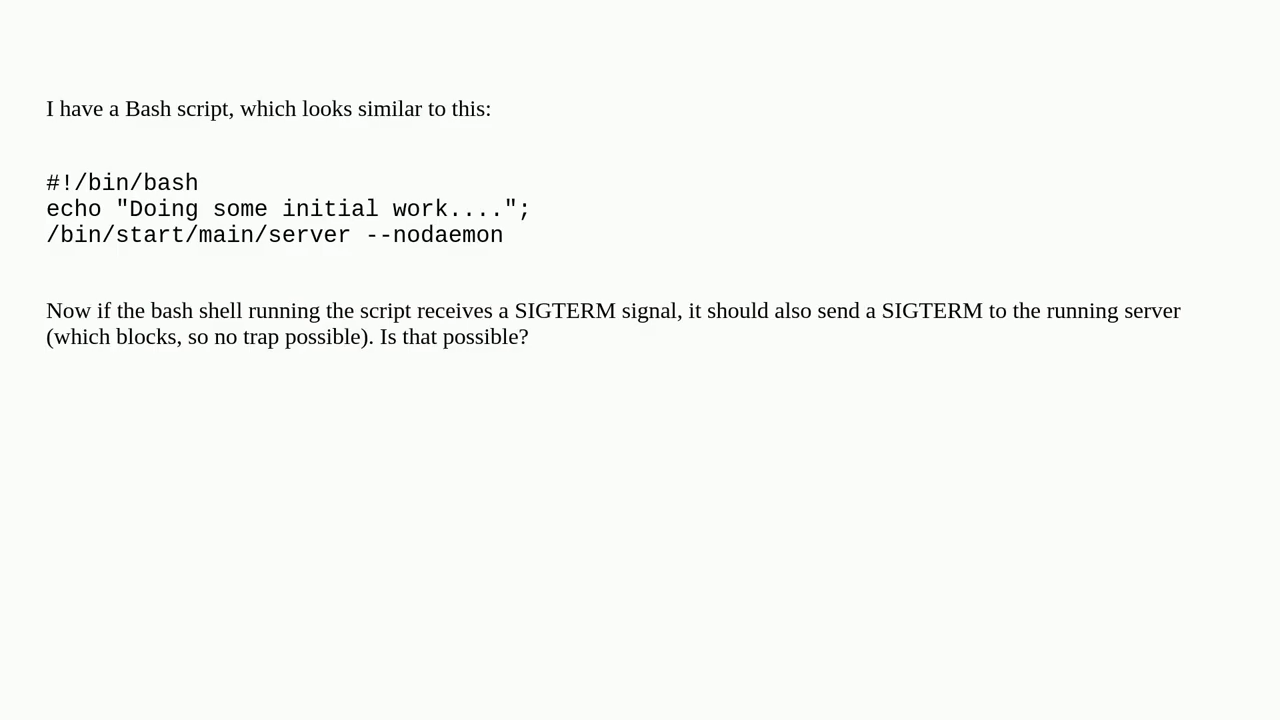 I have a Bash script, which looks similar to this:
#!/bin/bash
echo "Doing some initial work....";
/bin/start/main/server --nodaemon
Now if the bash shell running the script receives a SIGTERM signal, it should also send a SIGTERM to the running server
(which blocks, so no trap possible). Is that possible?